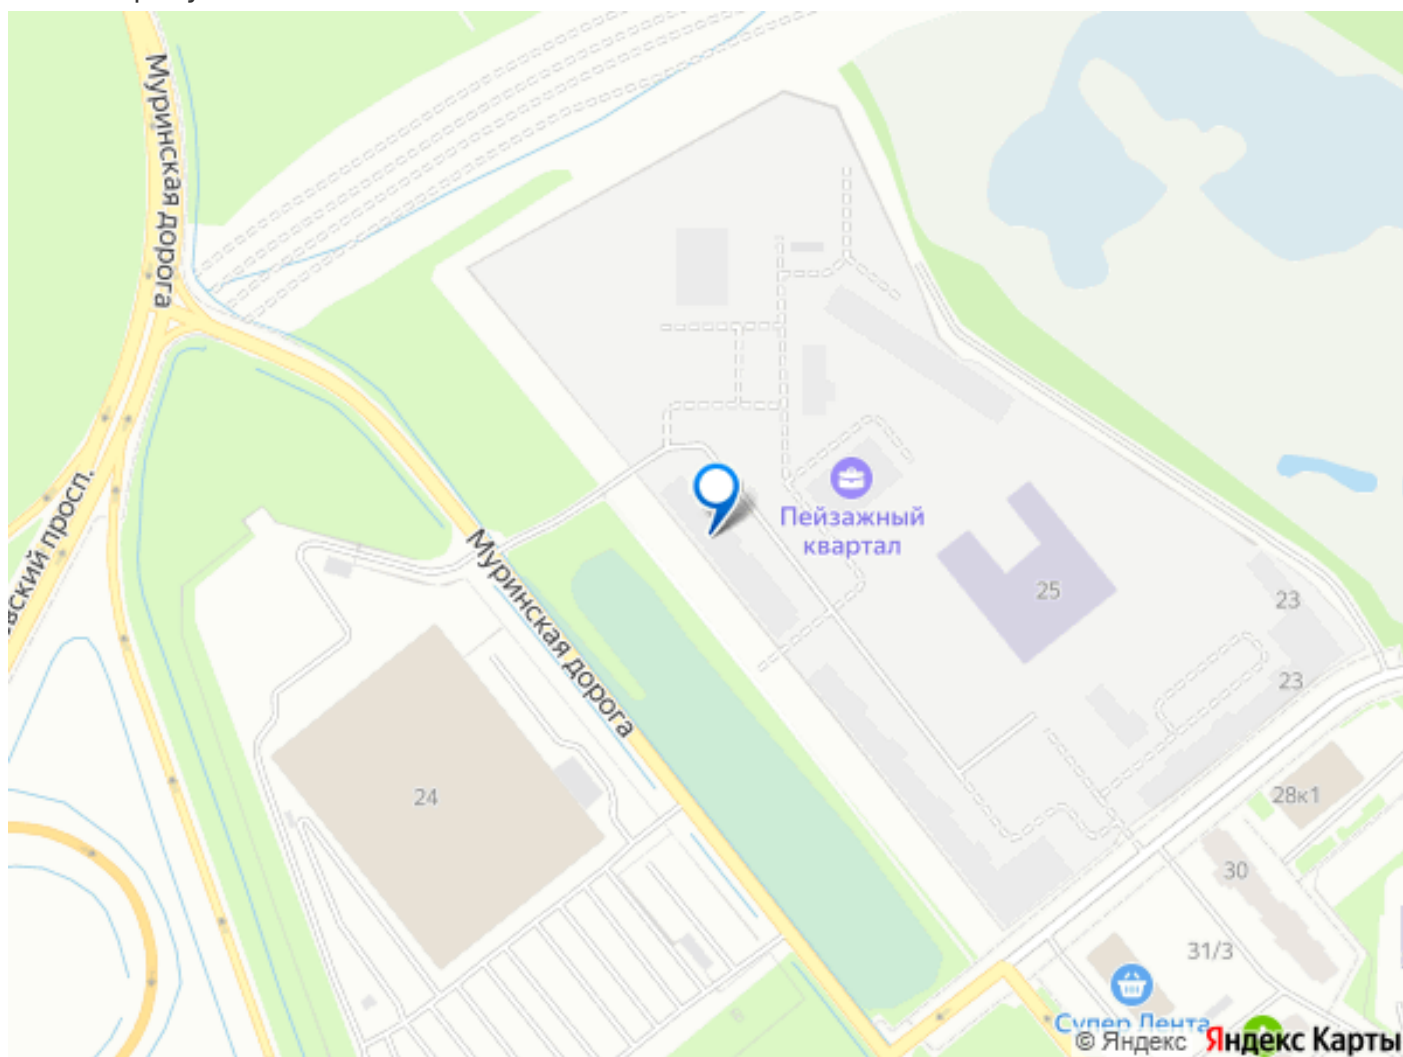 Муринская дорога
вский просп.
Муринская дорога
Пейзажный
квартал
25
23
23
24
28к1
30
31/3
Супер Лента
© Яндекс Яндекс Карты